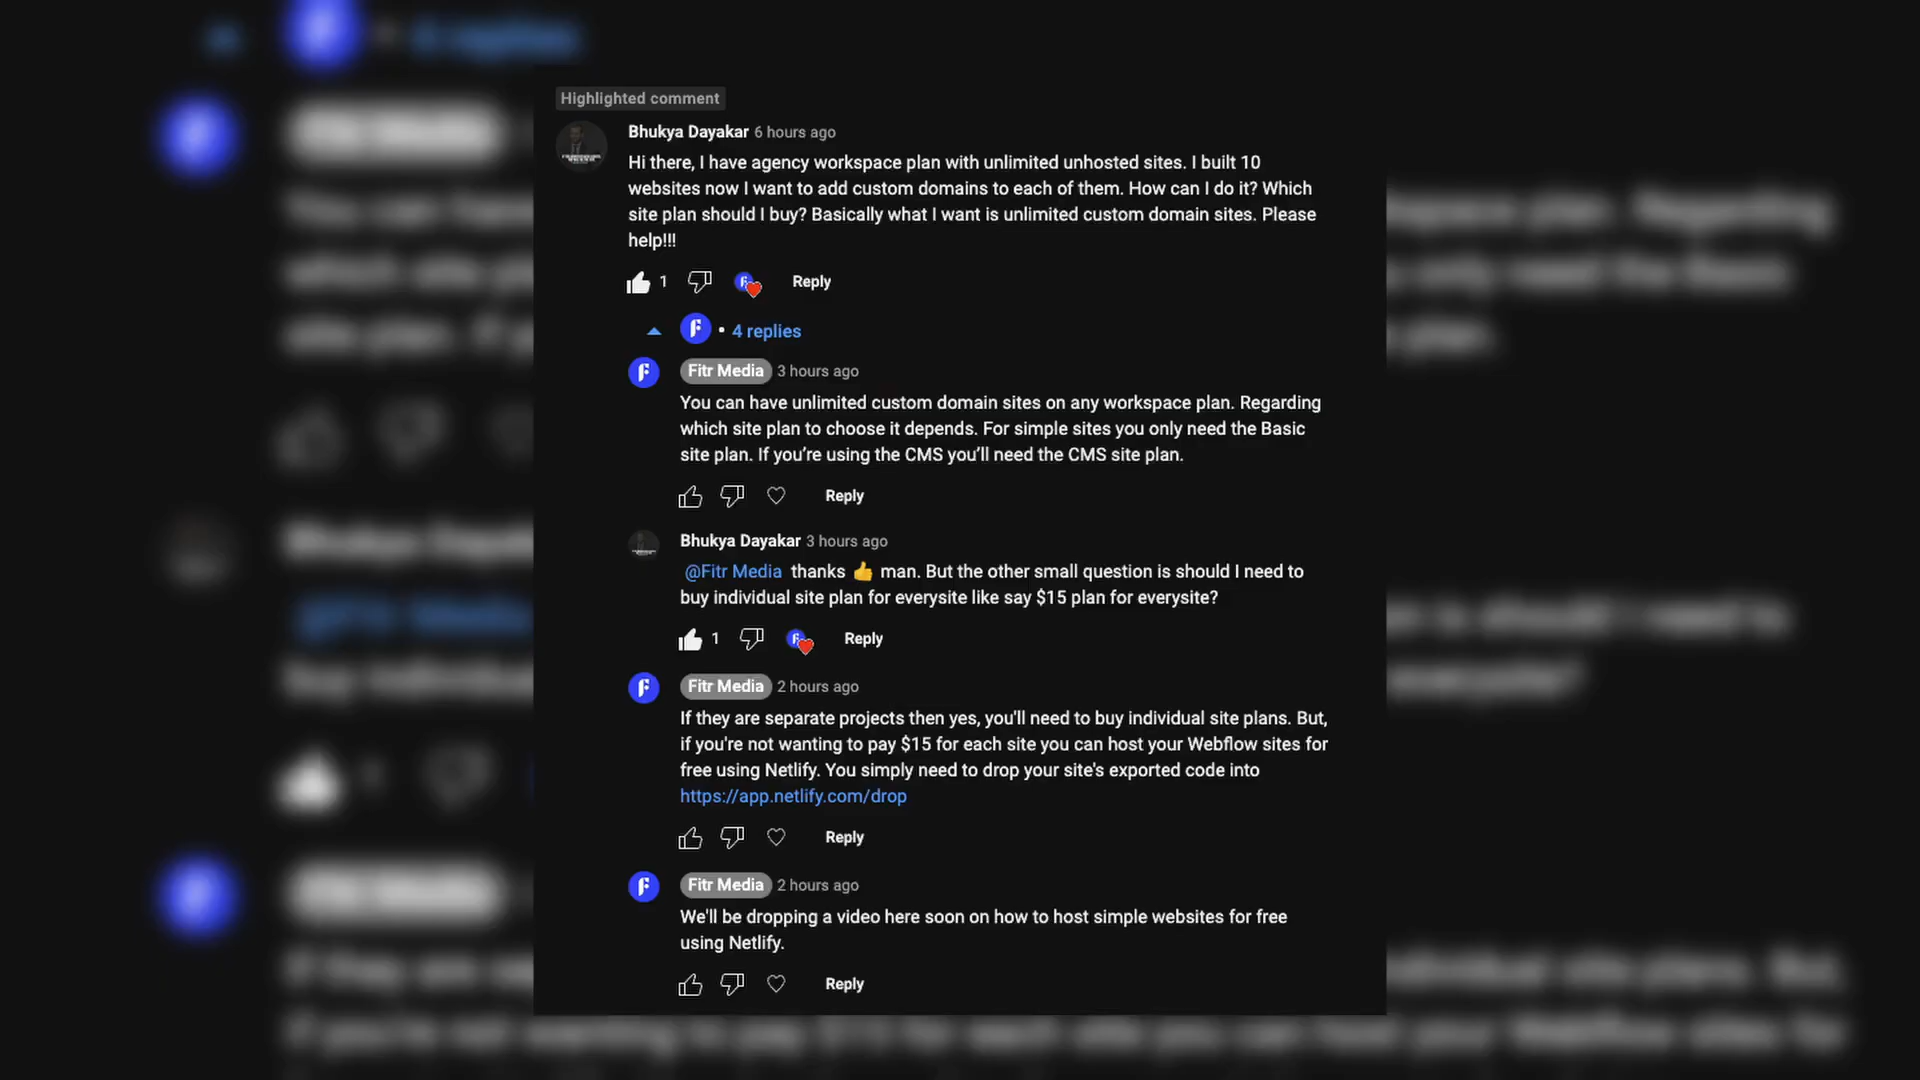 Highlighted comment
Bhukya Dayakar 6 hours ago
Hi there, I have agency workspace plan with unlimited unhosted sites. I built 10
websites now I want to add custom domains to each of them. How can I do it? Which
site plan should I buy? Basically what I want is unlimited custom domain sites. Please
help!!!
1 Reply
• 4 replies
Fitr Media 3 hours ago
You can have unlimited custom domain sites on any workspace plan. Regarding
which site plan to choose it depends. For simple sites you only need the Basic
site plan. If you’re using the CMS you’ll need the CMS site plan.
Reply
Bhukya Dayakar 3 hours ago
@Fitr Media thanks 👍 man. But the other small question is should I need to
buy individual site plan for everysite like say $15 plan for everysite?
1 Reply
Fitr Media 2 hours ago
If they are separate projects then yes, you'll need to buy individual site plans. But,
if you're not wanting to pay $15 for each site you can host your Webflow sites for
free using Netlify. You simply need to drop your site's exported code into
https://app.netlify.com/drop
Reply
Fitr Media 2 hours ago
We'll be dropping a video here soon on how to host simple websites for free
using Netlify.
Reply